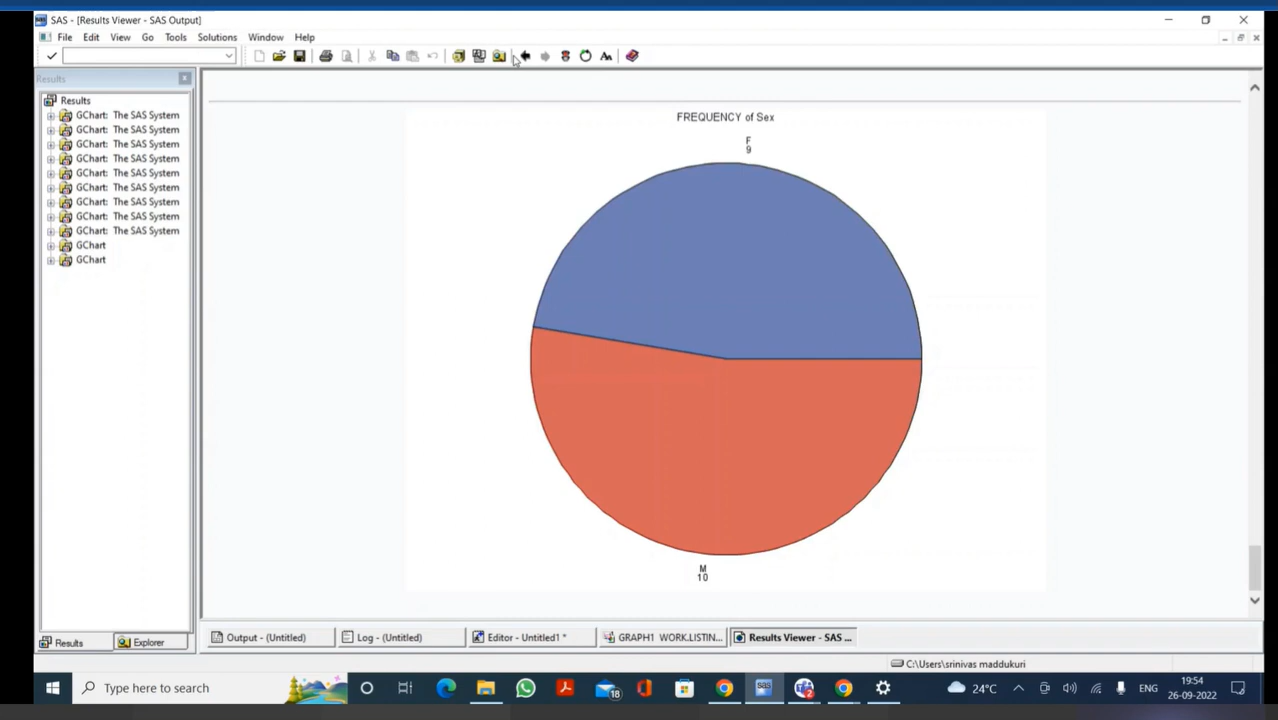 SAS - [Results Viewer - SAS Output]
File Edit View Go Tools Solutions Window Help
Results
Results
GChart: The SAS System
GChart: The SAS System
GChart: The SAS System
GChart: The SAS System
GChart: The SAS System
GChart: The SAS System
GChart: The SAS System
GChart: The SAS System
GChart: The SAS System
GChart
GChart
FREQUENCY of Sex
F
9
M
10
Results Explorer
Output - (Untitled) Log - (Untitled) Editor - Untitled1 * GRAPH1 WORK.LISTIN... Results Viewer - SAS ...
C:\Users\srinivas maddukuri
Type here to search
18
sas
2
24°C
ENG
19:54
26-09-2022